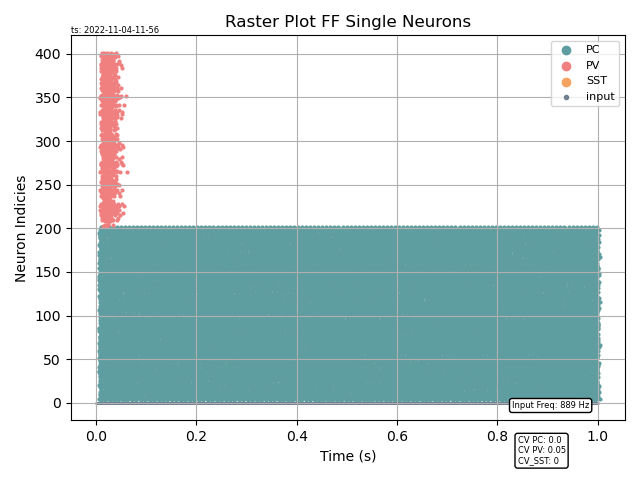 Raster Plot FF Single Neurons
ts: 2022-11-04-11-56
PC
PV
SST
input
Neuron Indicies
400
350
300
250
200
150
100
50
0
Input Freq: 889 Hz
0.0 0.2 0.4 0.6 0.8 1.0
Time (s)
CV PC: 0.0
CV PV: 0.05
CV_SST: 0